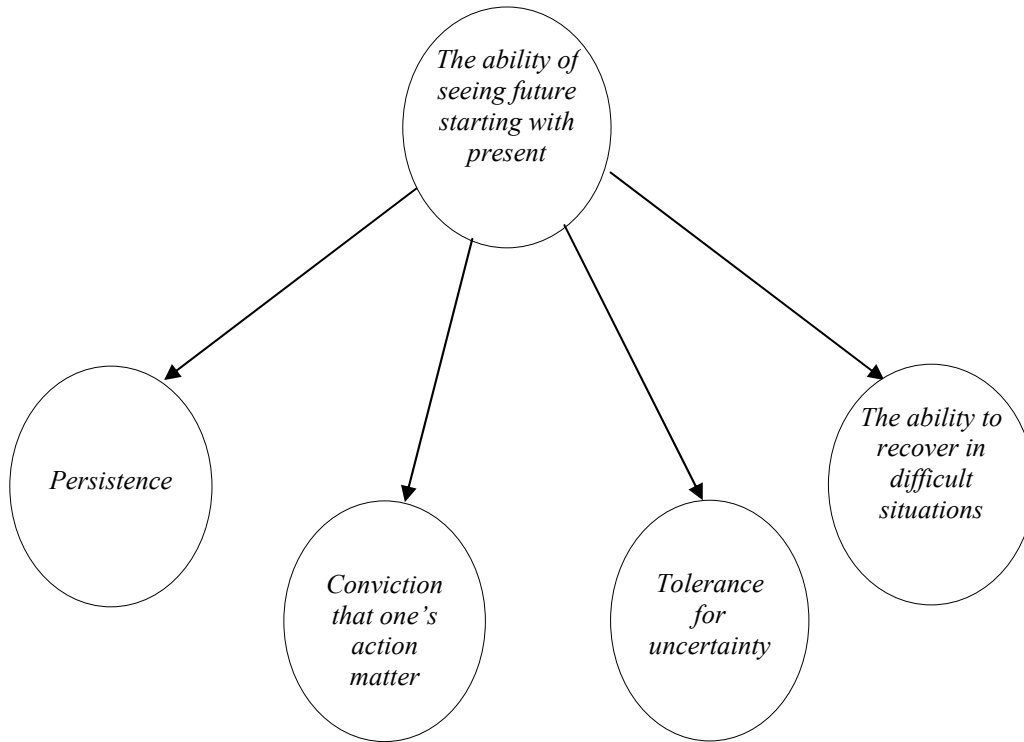 The ability of
seeing future
starting with
present
Persistence
Conviction
that one’s
action
matter
Tolerance
for
uncertainty
The ability to
recover in
difficult
situations